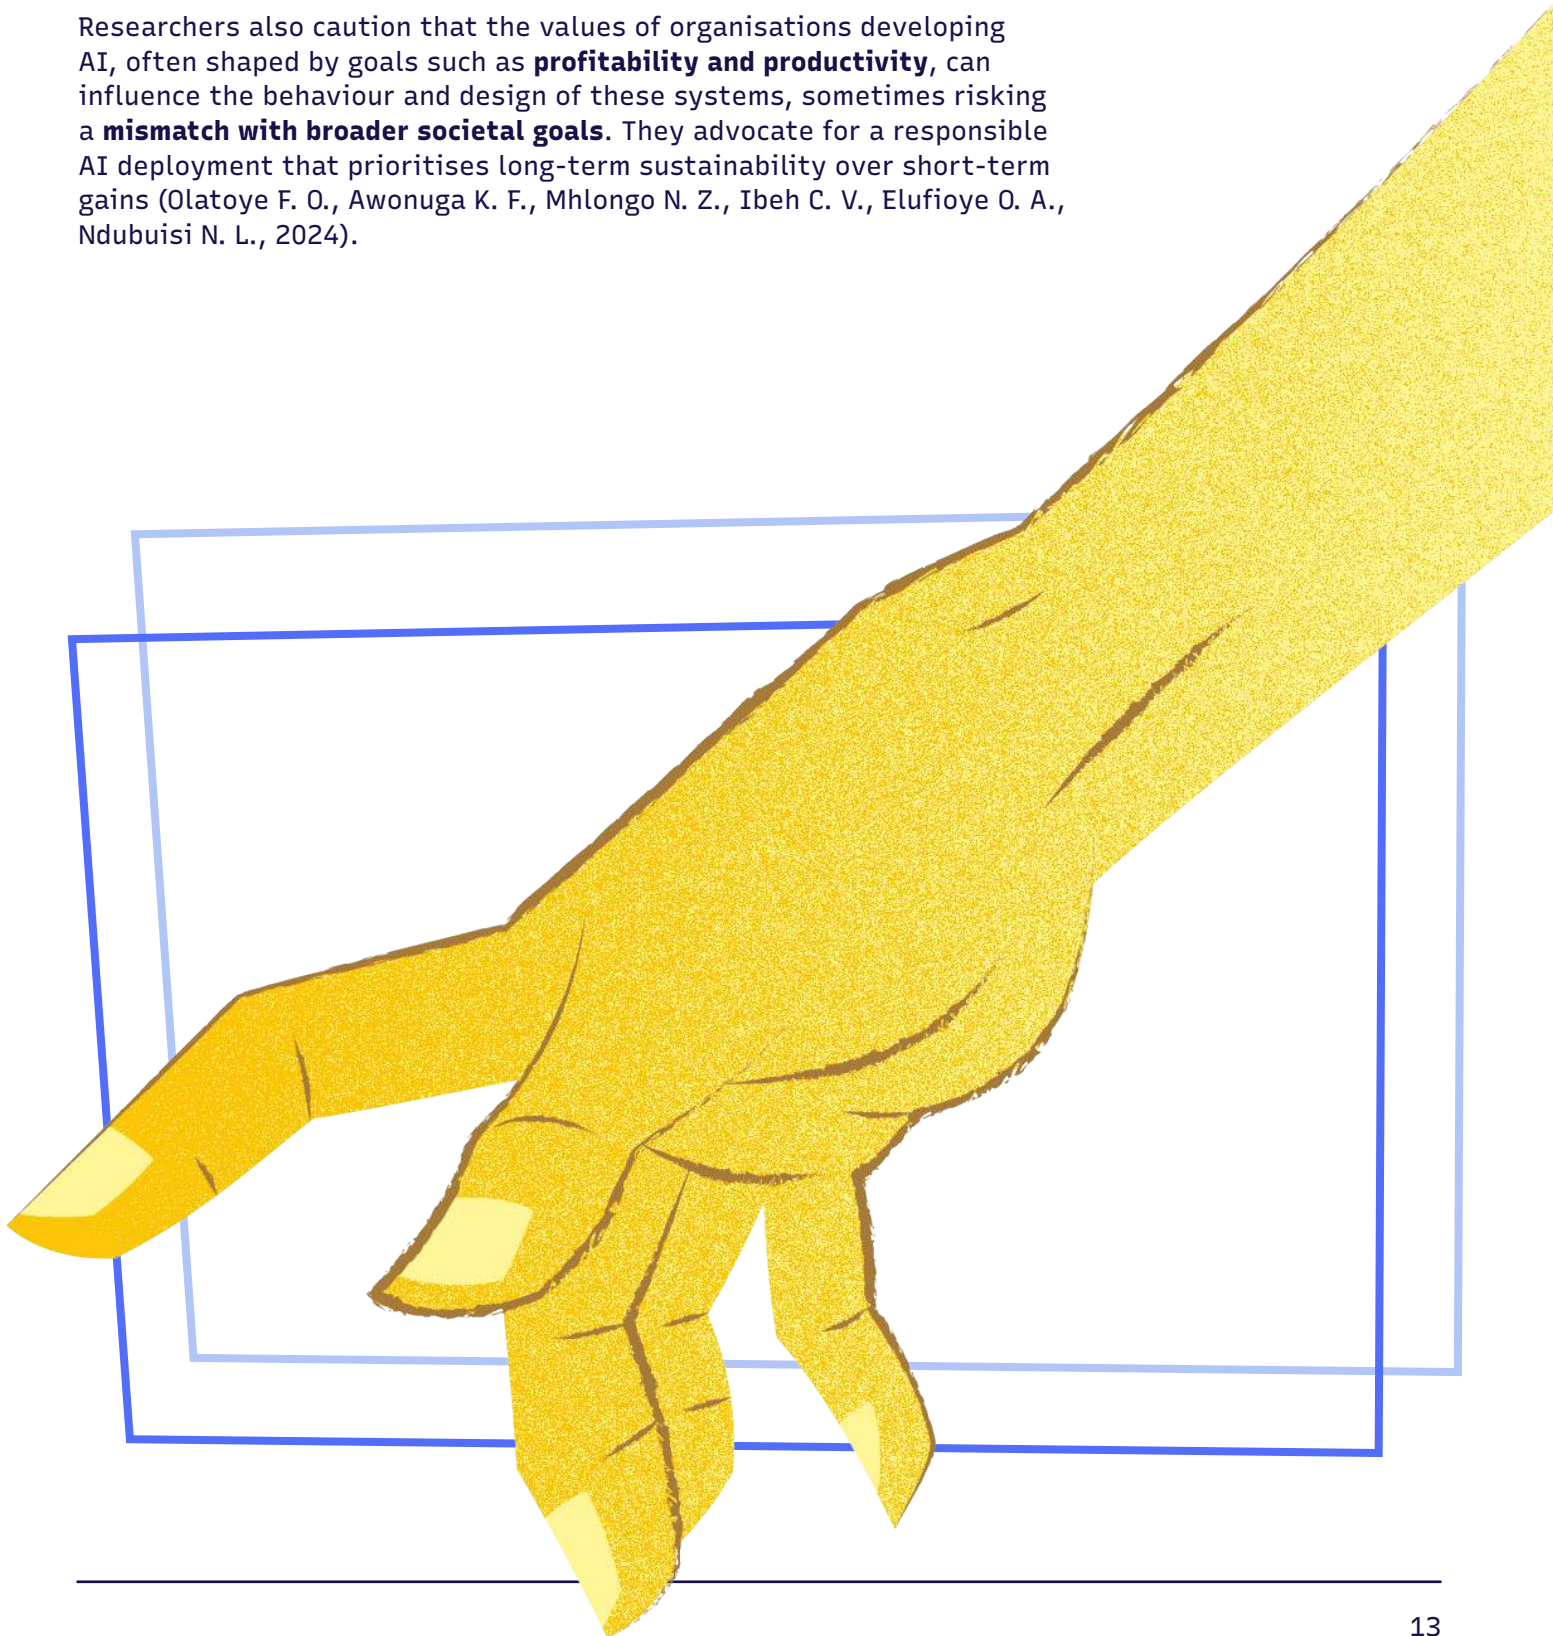 Researchers also caution that the values of organisations developing
AI, often shaped by goals such as profitability and productivity, can
influence the behaviour and design of these systems, sometimes risking
a mismatch with broader societal goals. They advocate for a responsible
AI deployment that prioritises long-term sustainability over short-term
gains (Olatoye F. O., Awonuga K. F., Mhlongo N. Z., Ibeh C. V., Elufioye O. A.,
Ndubuisi N. L., 2024).
13